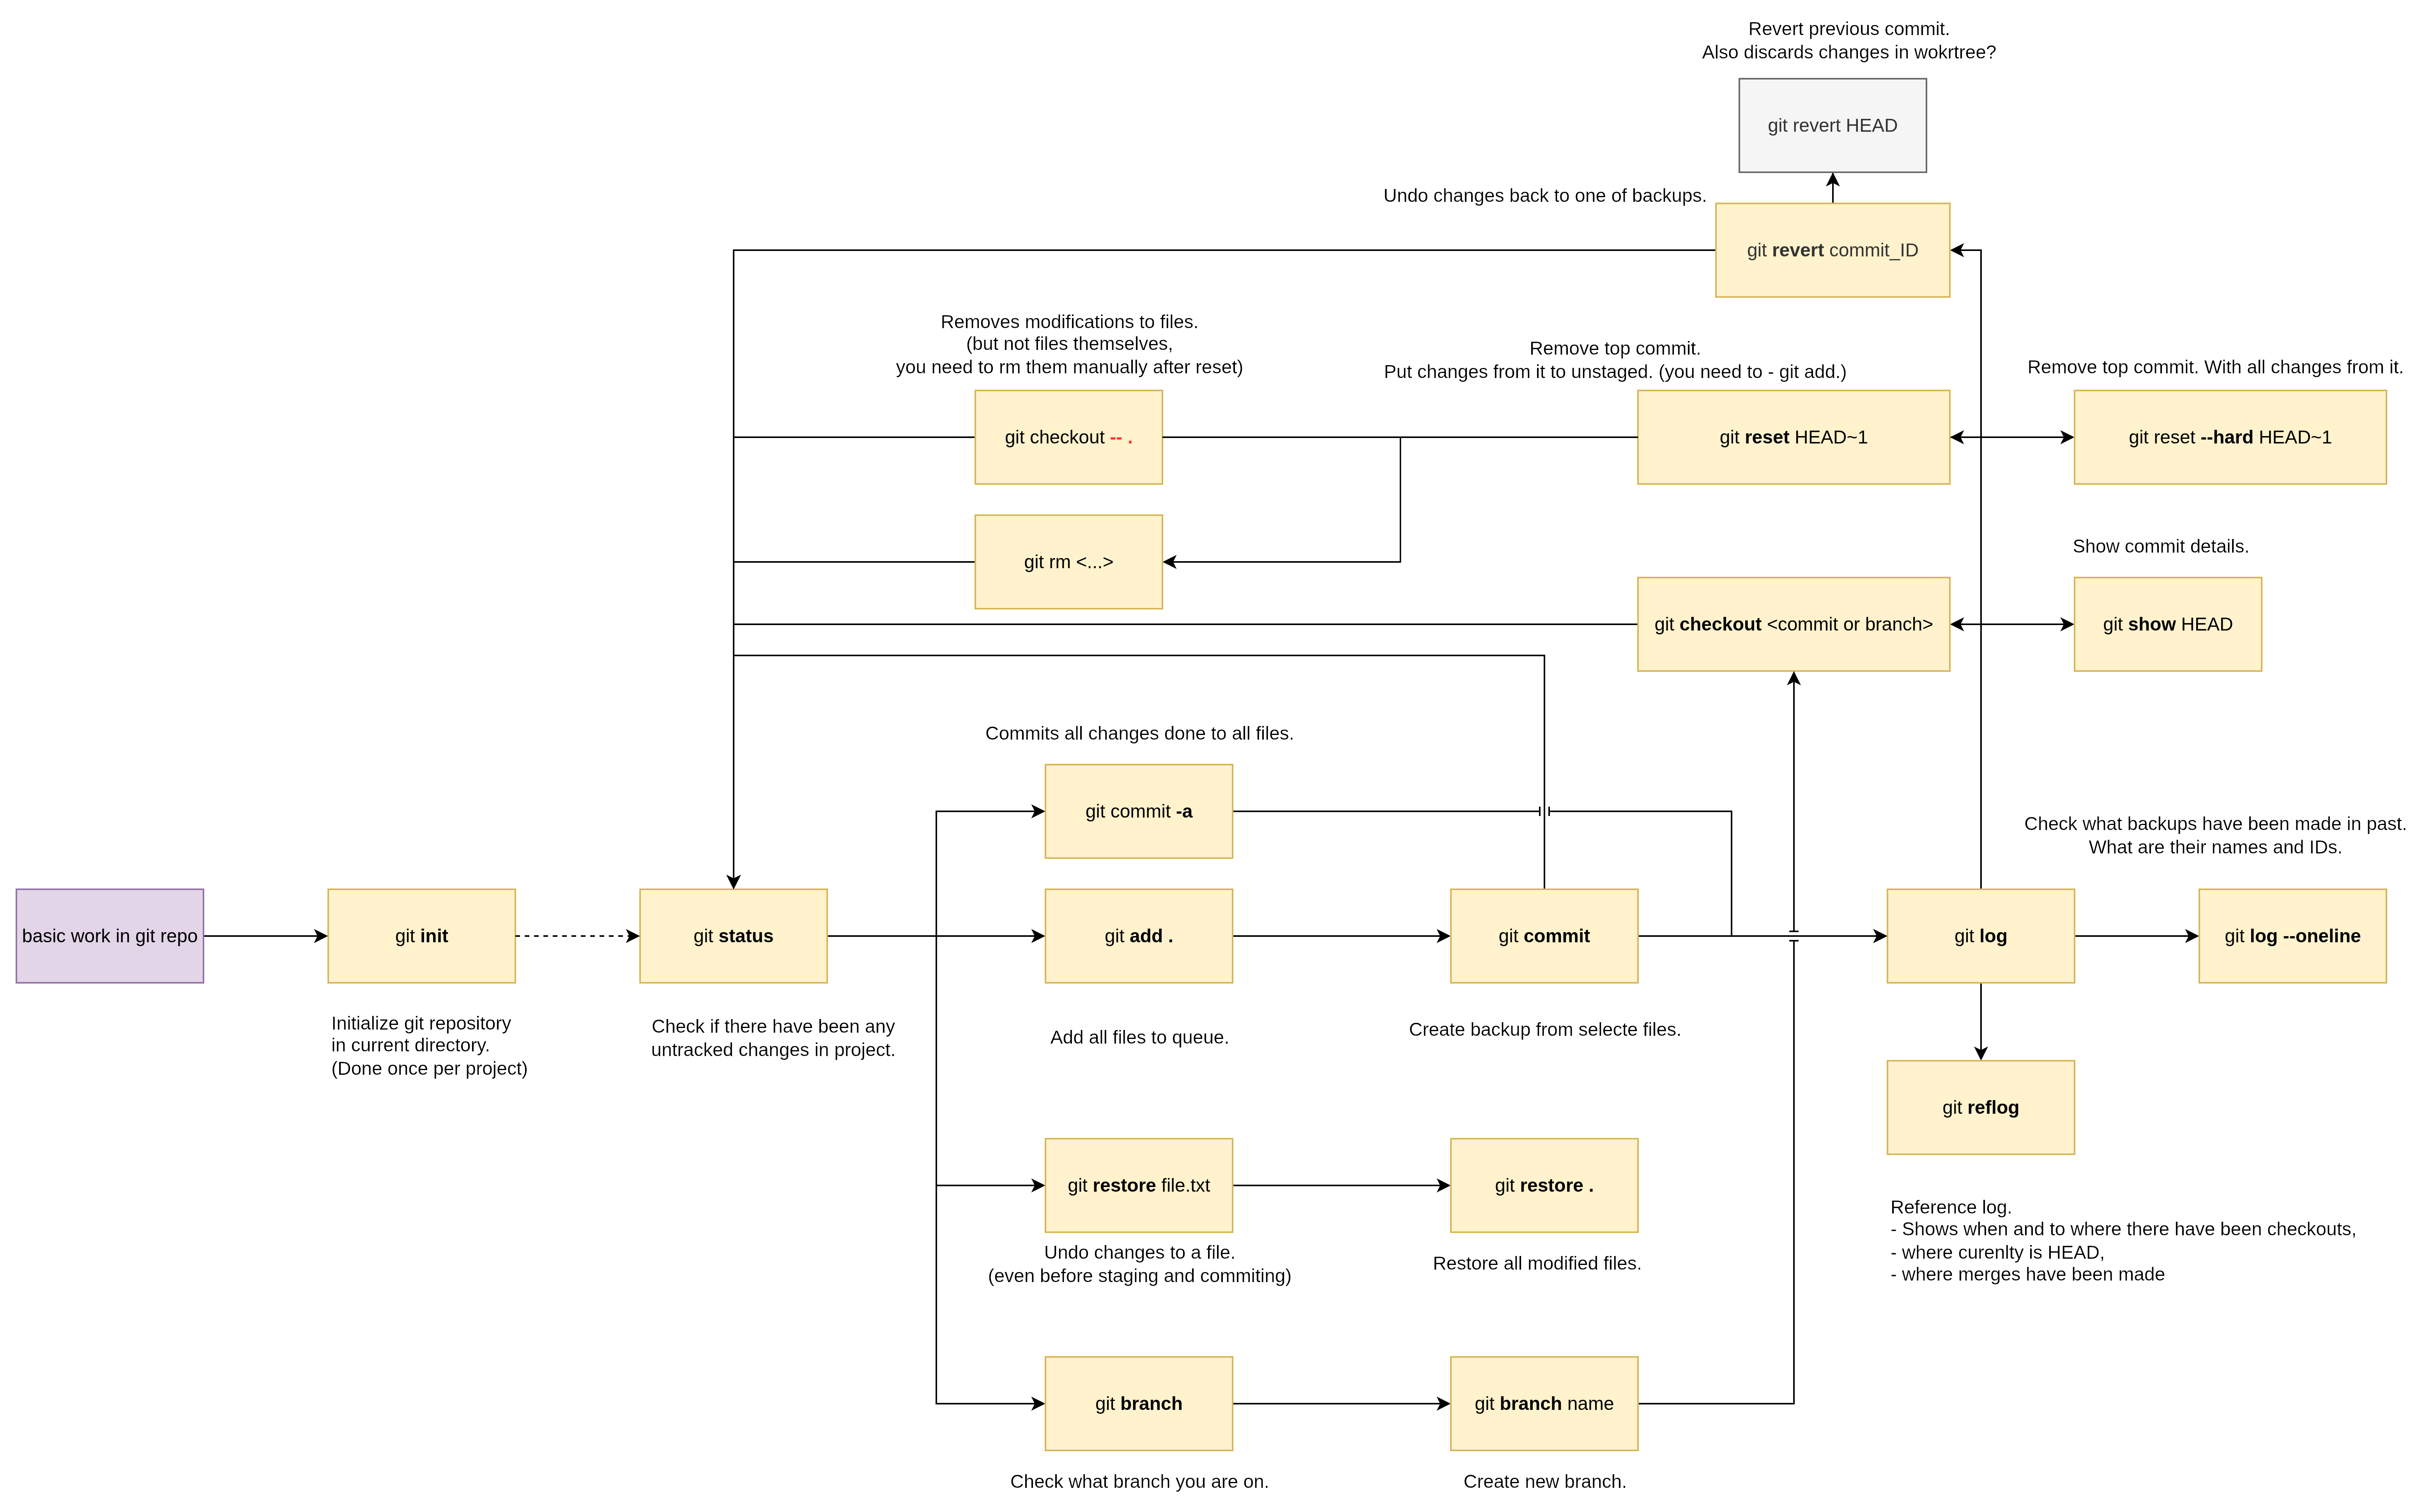 Revert previous commit.
Also discards changes in wokrtree?
git revert HEAD
Undo changes back to one of backups.
git revert commit_ID
Removes modifications to files.
(but not files themselves,
you need to rm them manually after reset)
Remove top commit.
Put changes from it to unstaged. (you need to - git add.)
Remove top commit. With all changes from it.
git checkout -- .
git reset HEAD~1
git reset --hard HEAD~1
git rm <...>
Show commit details.
git checkout <commit or branch>
git show HEAD
Commits all changes done to all files.
git commit -a
Check what backups have been made in past.
What are their names and IDs.
basic work in git repo
git init
git status
git add .
git commit
git log
git log --oneline
Initialize git repository
in current directory.
(Done once per project)
Check if there have been any
untracked changes in project.
Add all files to queue.
Create backup from selecte files.
git reflog
git restore file.txt
git restore .
Reference log.
- Shows when and to where there have been checkouts,
- where curenlty is HEAD,
- where merges have been made
Undo changes to a file.
(even before staging and commiting)
Restore all modified files.
git branch
git branch name
Check what branch you are on.
Create new branch.